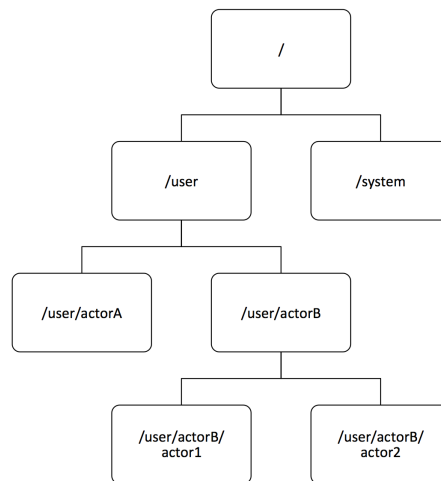 /
/user
/system
/user/actorA
/user/actorB
/user/actorB/
actor1
/user/actorB/
actor2